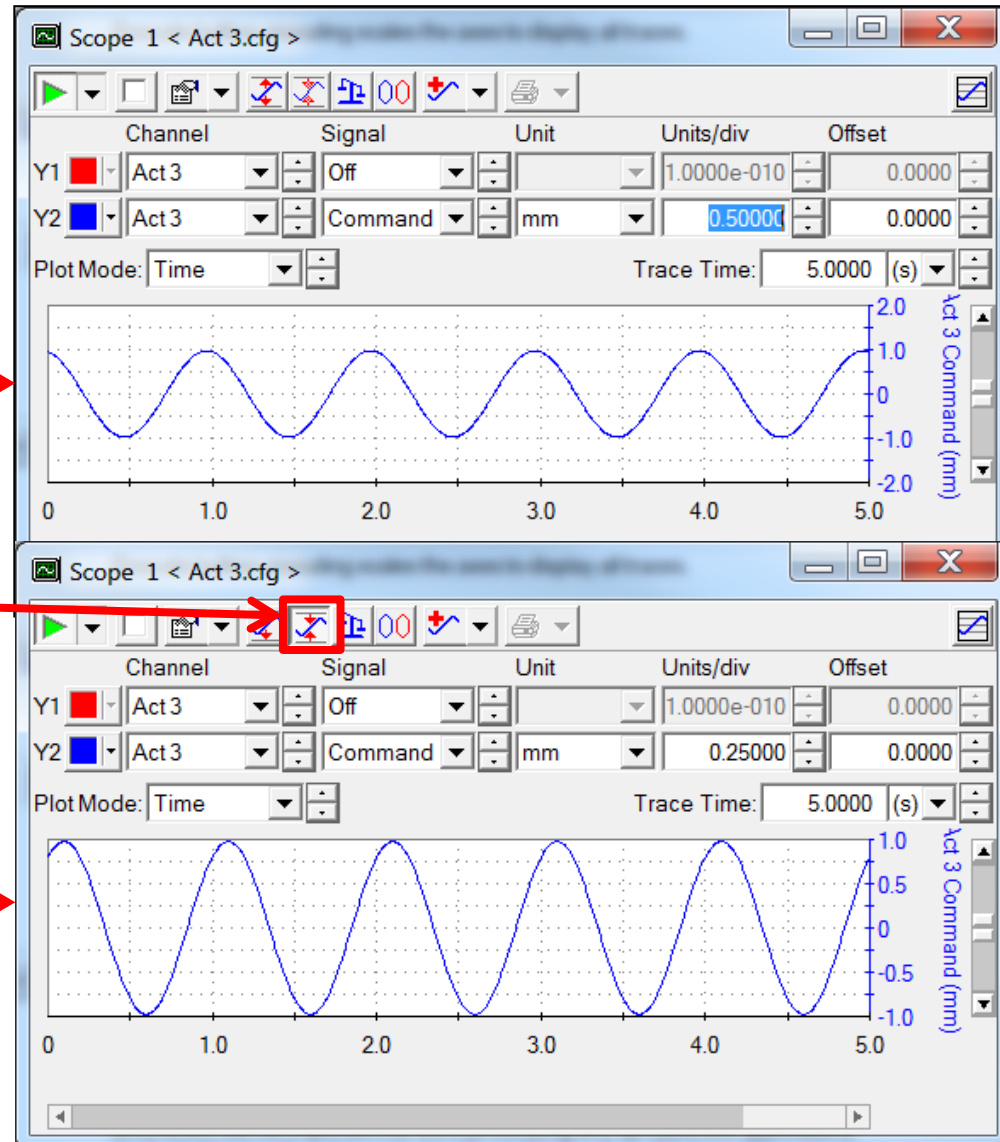 Scope 1 < Act 3.cfg >
Channel Signal Unit Units/div Offset
Y1 Act 3 Off 1.0000e-010 0.0000
Y2 Act 3 Command mm 0.50000 0.0000
Plot Mode: Time Trace Time: 5.0000 (s)
2.0
1.0
0
-1.0
-2.0
Act 3 Command (mm)
0 1.0 2.0 3.0 4.0 5.0
Scope 1 < Act 3.cfg >
Channel Signal Unit Units/div Offset
Y1 Act 3 Off 1.0000e-010 0.0000
Y2 Act 3 Command mm 0.25000 0.0000
Plot Mode: Time Trace Time: 5.0000 (s)
1.0
0.5
0
-0.5
-1.0
Act 3 Command (mm)
0 1.0 2.0 3.0 4.0 5.0